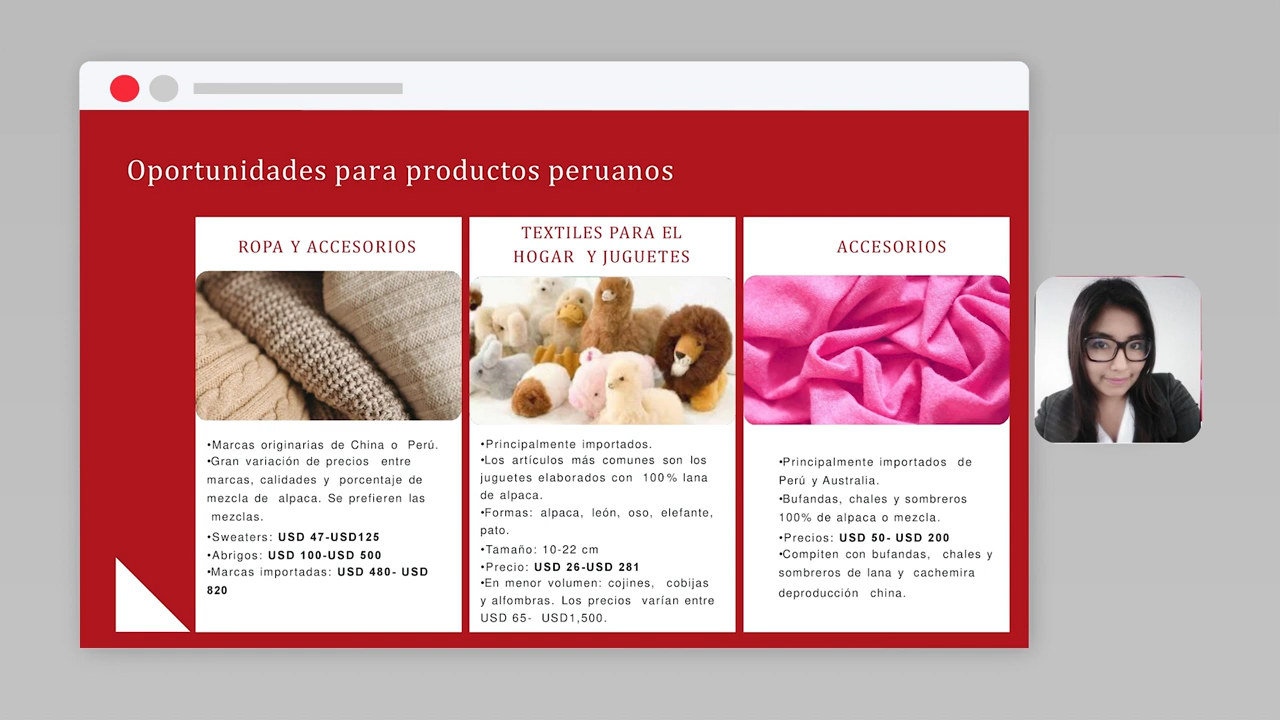 Oportunidades para productos peruanos
ROPA Y ACCESORIOS
•Marcas originarias de China o Perú.
•Gran variación de precios entre
marcas, calidades y porcentaje de
mezcla de alpaca. Se prefieren las
mezclas.
•Sweaters: USD 47-USD125
•Abrigos: USD 100-USD 500
•Marcas importadas: USD 480- USD
820
TEXTILES PARA EL
HOGAR Y JUGUETES
•Principalmente importados.
•Los artículos más comunes son los
juguetes elaborados con 100% lana
de alpaca.
•Formas: alpaca, león, oso, elefante,
pato.
•Tamaño: 10-22 cm
•Precio: USD 26-USD 281
•En menor volumen: cojines, cobijas
y alfombras. Los precios varían entre
USD 65- USD1,500.
ACCESORIOS
•Principalmente importados de
Perú y Australia.
•Bufandas, chales y sombreros
100% de alpaca o mezcla.
•Precios: USD 50- USD 200
•Compiten con bufandas, chales y
sombreros de lana y cachemira
deproducción china.